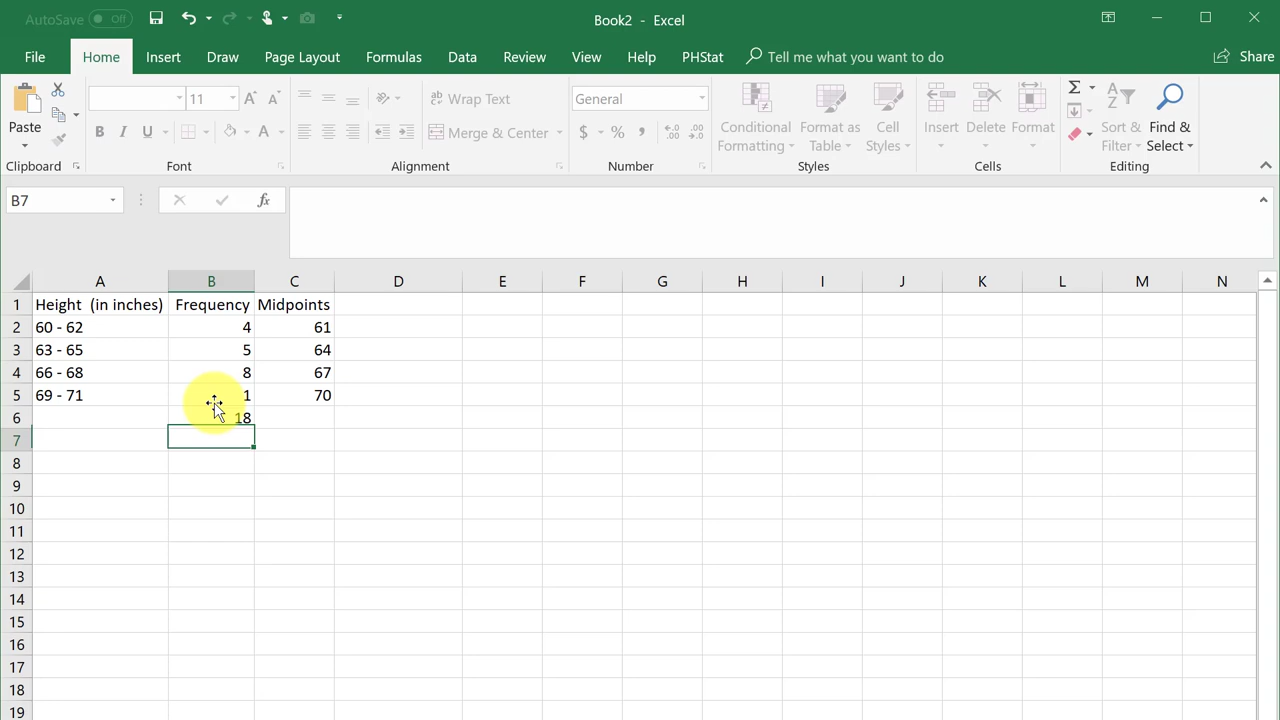 AutoSave Off
Book2 - Excel
File Home Insert Draw Page Layout Formulas Data Review View Help PHStat Tell me what you want to do Share
Paste
11
Wrap Text
Merge & Center
General
$ % ,
Conditional Formatting
Format as Table
Cell Styles
Insert Delete Format
Sort & Filter
Find & Select
Clipboard Font Alignment Number Styles Cells Editing
B7 fx
A B C D E F G H I J K L M N
1 Height (in inches) Frequency Midpoints
2 60 - 62 4 61
3 63 - 65 5 64
4 66 - 68 8 67
5 69 - 71 1 70
6 18
7
8
9
10
11
12
13
14
15
16
17
18
19